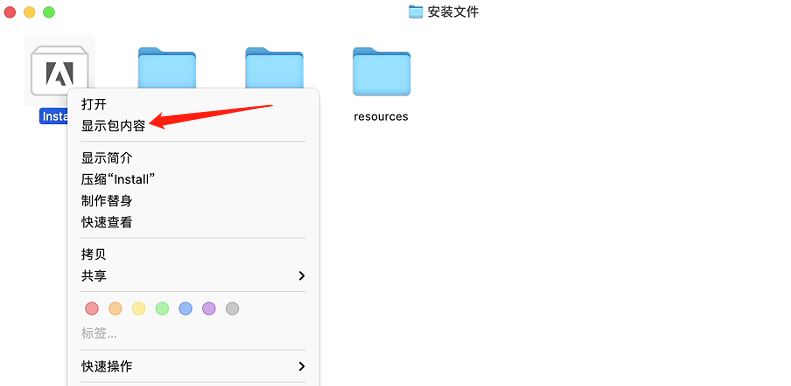 安装文件
Insta
resources
打开
显示包内容
显示简介
压缩“Install”
制作替身
快速查看
拷贝
共享
标签...
快速操作